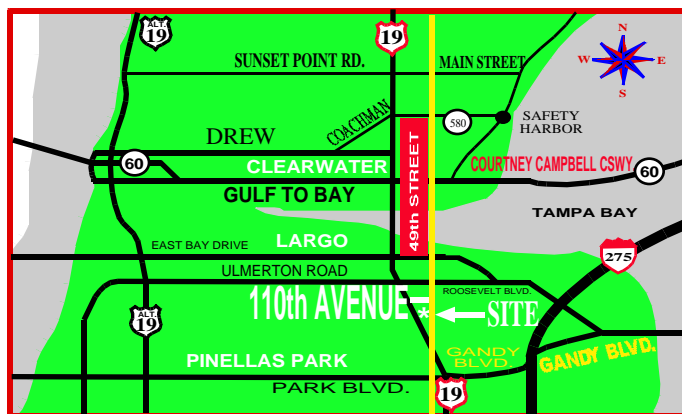 ALT.
19
19
N
W E
S
SUNSET POINT RD.
MAIN STREET
COACHMAN
580
SAFETY
HARBOR
DREW
60
CLEARWATER
COURTNEY CAMPBELL CSWY
60
GULF TO BAY
49th STREET
TAMPA BAY
EAST BAY DRIVE
LARGO
275
ULMERTON ROAD
ROOSEVELT BLVD.
110th AVENUE
*
SITE
ALT.
19
PINELLAS PARK
GANDY
BLVD.
GANDY BLVD.
PARK BLVD.
19